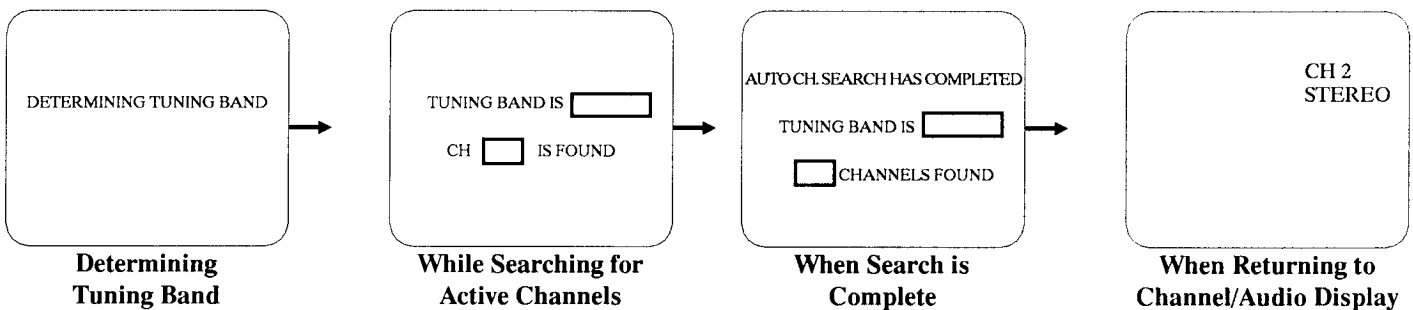 DETERMINING TUNING BAND
Determining
Tuning Band
TUNING BAND IS
CH IS FOUND
While Searching for
Active Channels
AUTO CH. SEARCH HAS COMPLETED
TUNING BAND IS
CHANNELS FOUND
When Search is
Complete
CH 2
STEREO
When Returning to
Channel/Audio Display